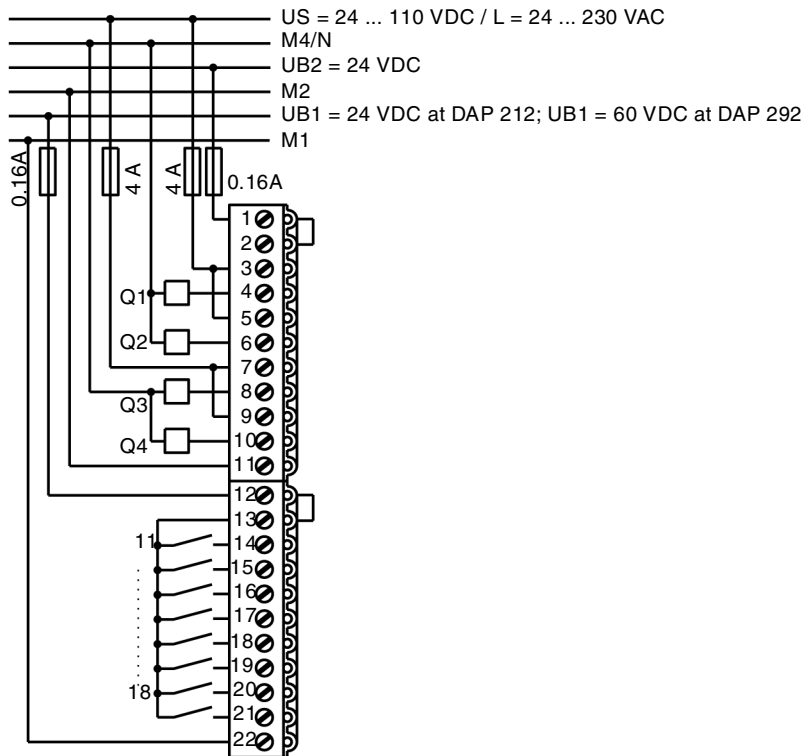 US = 24 ... 110 VDC / L = 24 ... 230 VAC
M4/N
UB2 = 24 VDC
M2
UB1 = 24 VDC at DAP 212; UB1 = 60 VDC at DAP 292
M1
0.16A
4 A
4 A
0.16A
1
2
3
Q1 4
5
Q2 6
7
Q3 8
9
Q4 10
11
12
13
11 14
15
16
17
18
19
18 20
21
22